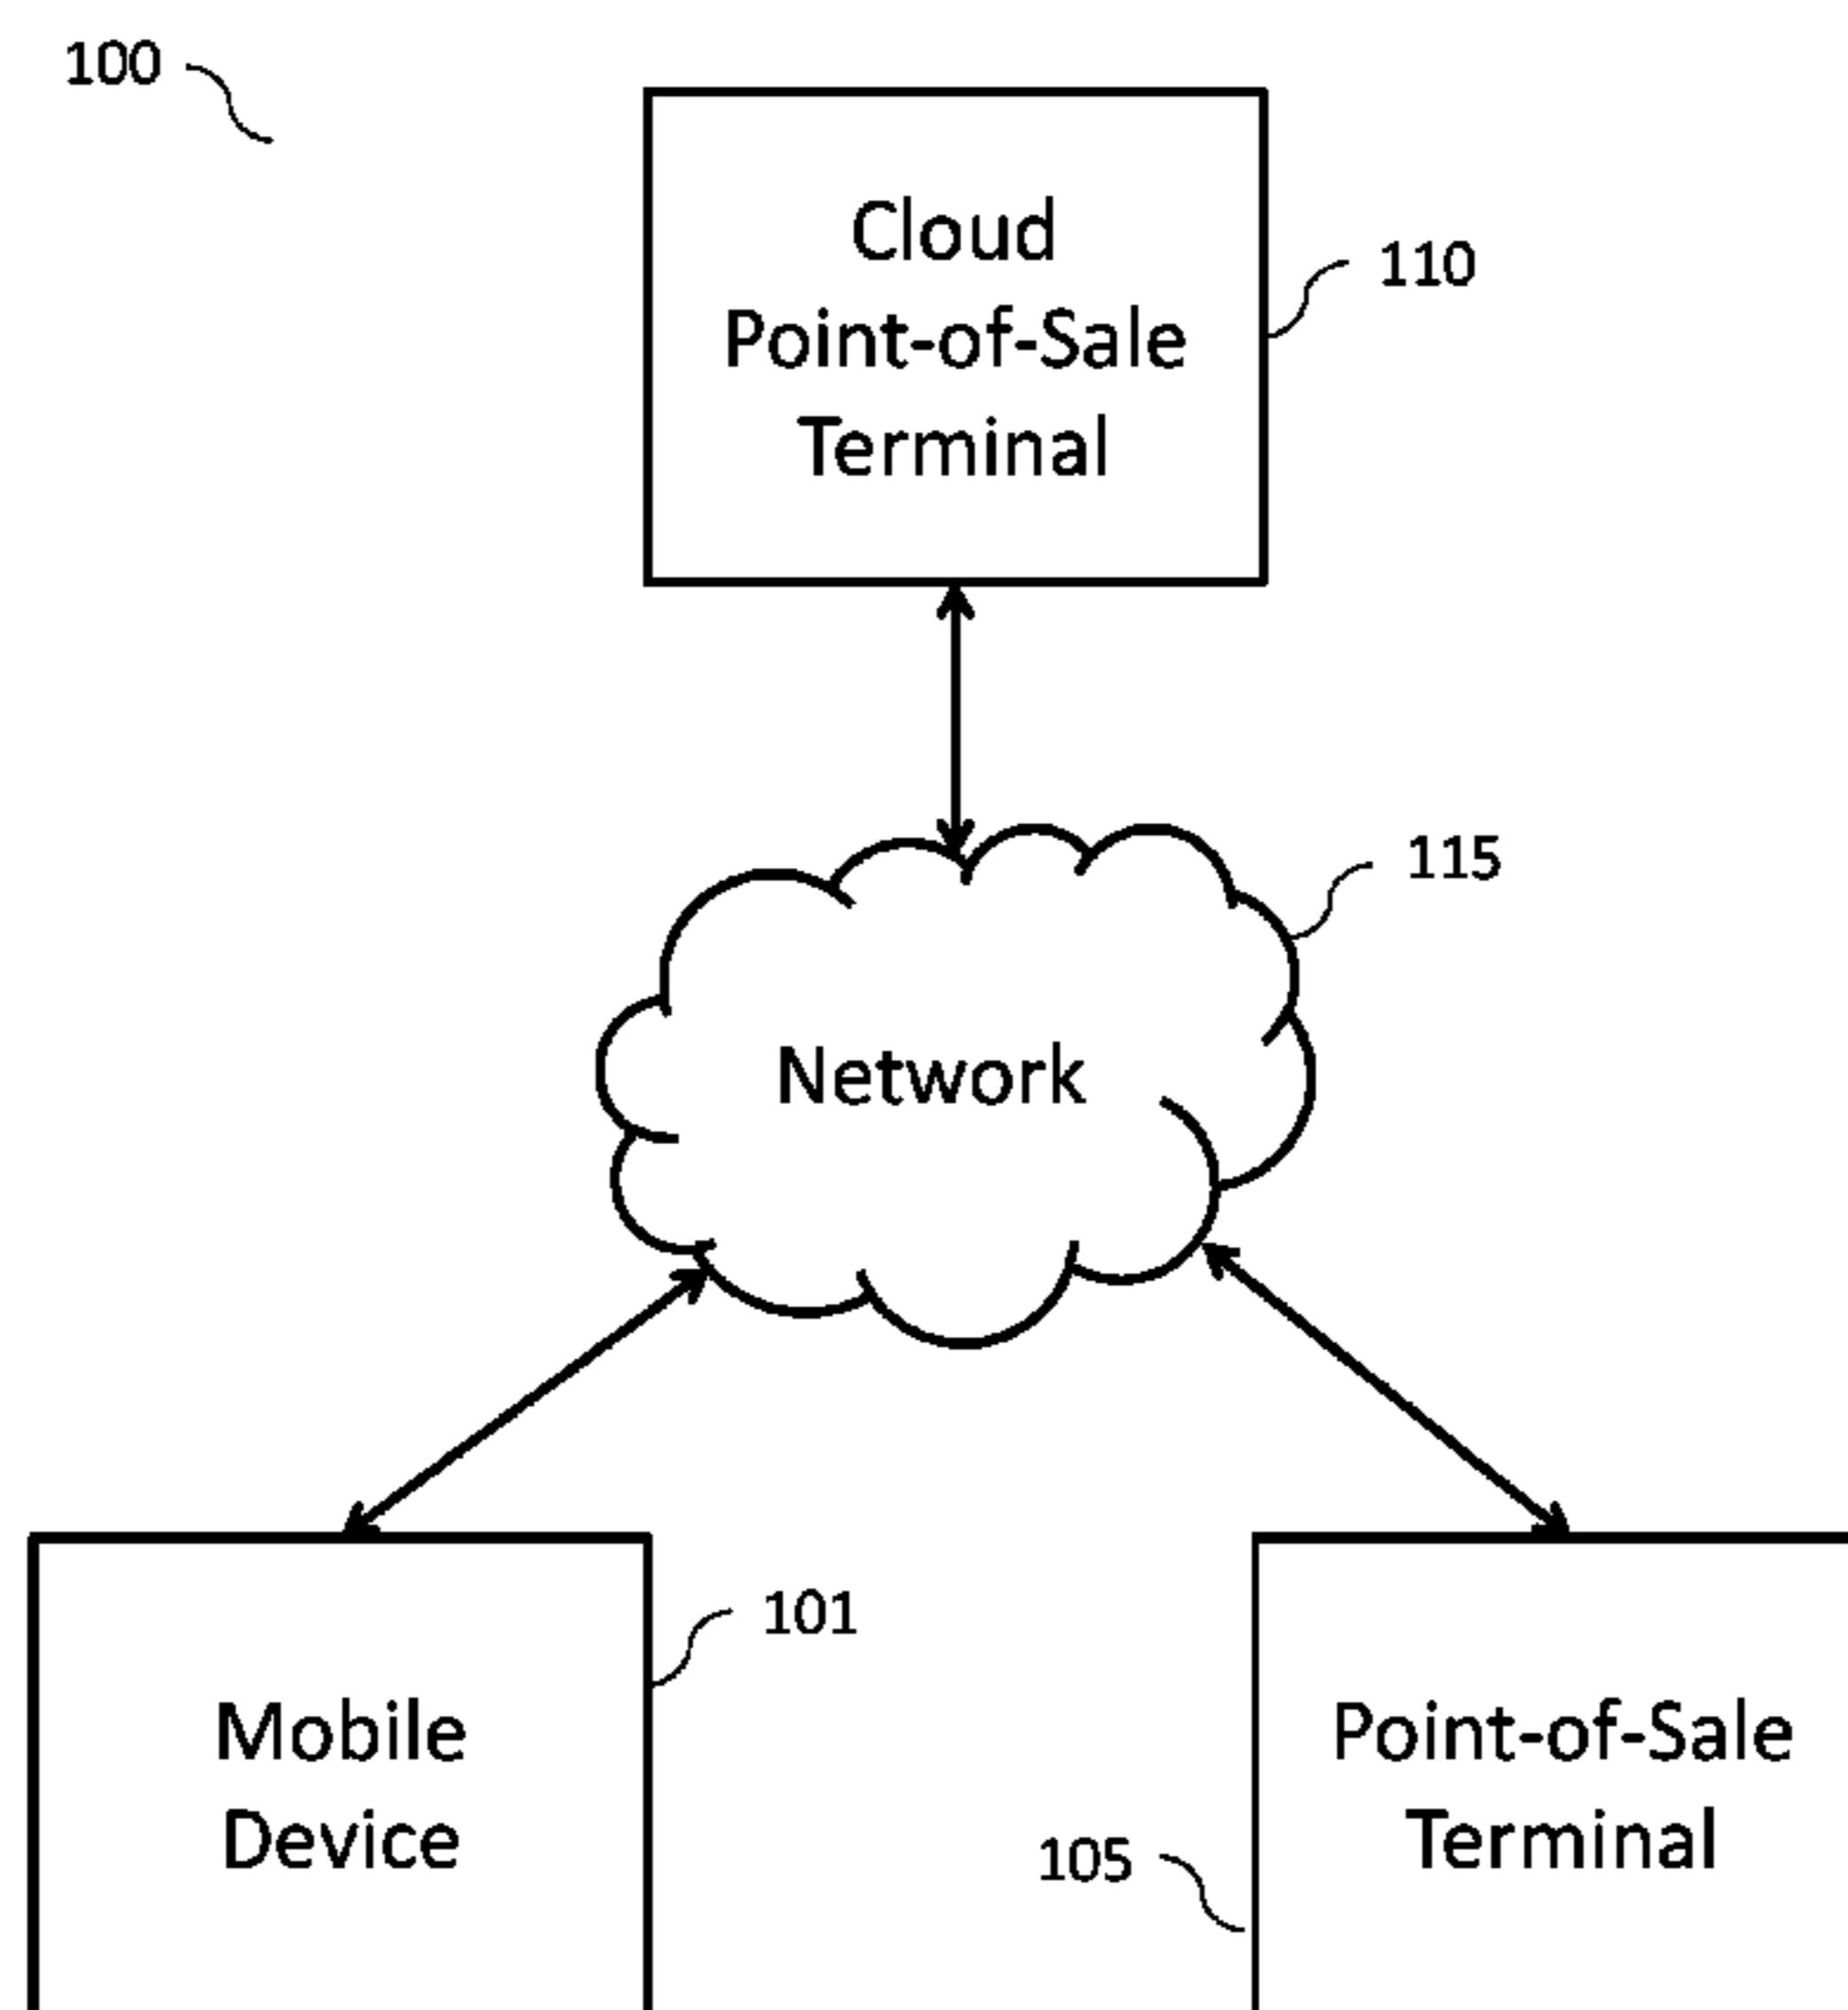 100
Cloud
Point-of-Sale
Terminal
110
115
Network
101
Mobile
Device
Point-of-Sale
Terminal
105